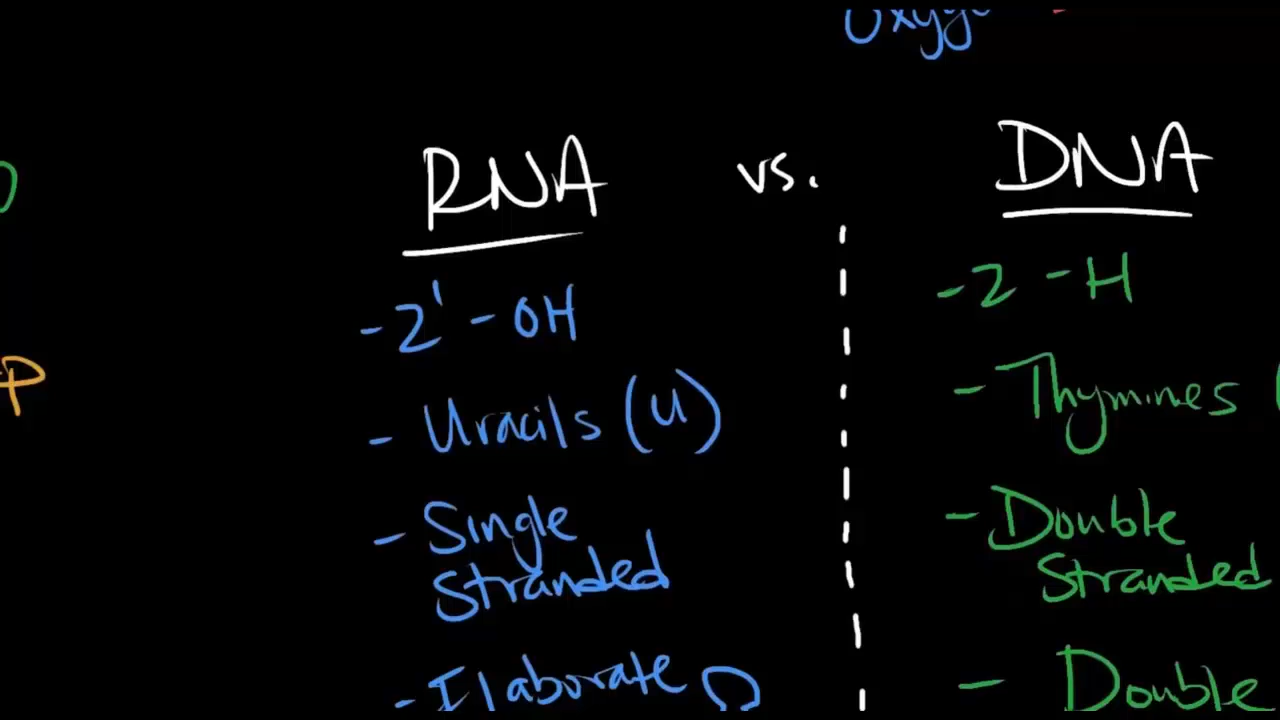 RNA vs. DNA
- 2' - OH
- Uracils (U)
- Single
Stranded
- Elaborate
- 2 - H
- Thymines (
- Double
Stranded
- Double
P